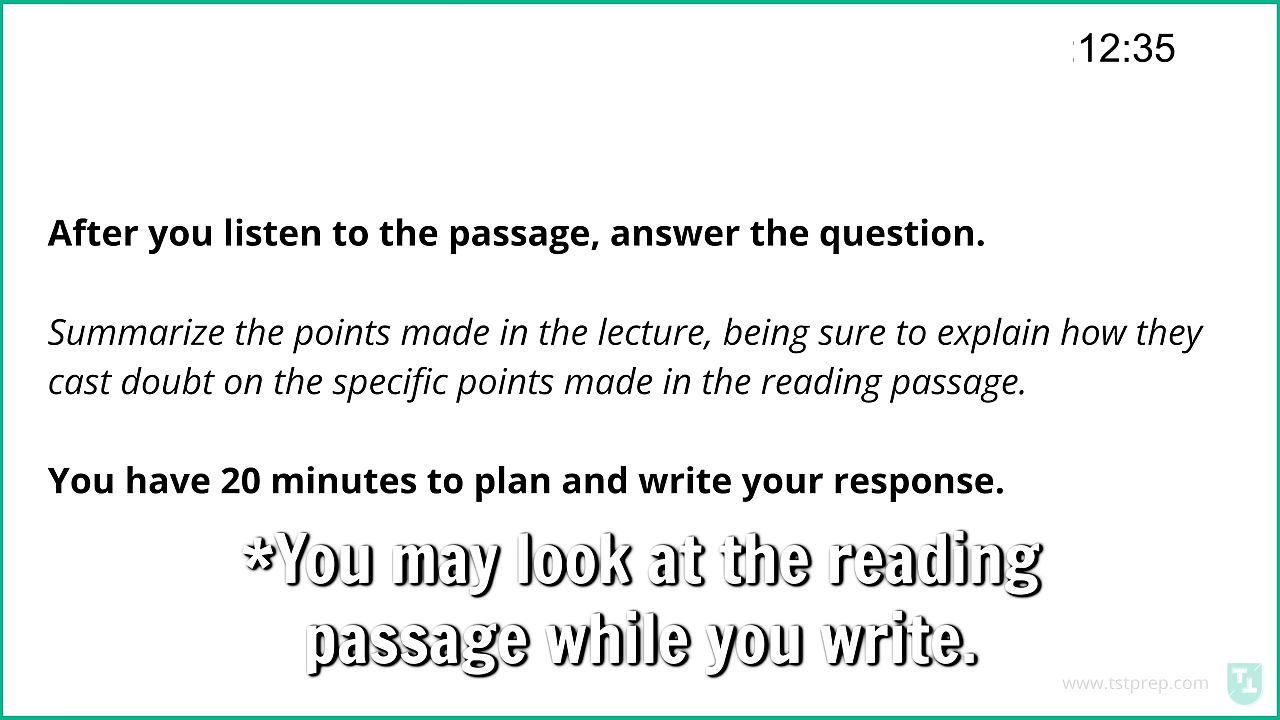 :12:35
After you listen to the passage, answer the question.
Summarize the points made in the lecture, being sure to explain how they
cast doubt on the specific points made in the reading passage.
You have 20 minutes to plan and write your response.
*You may look at the reading
passage while you write.
www.tstprep.com